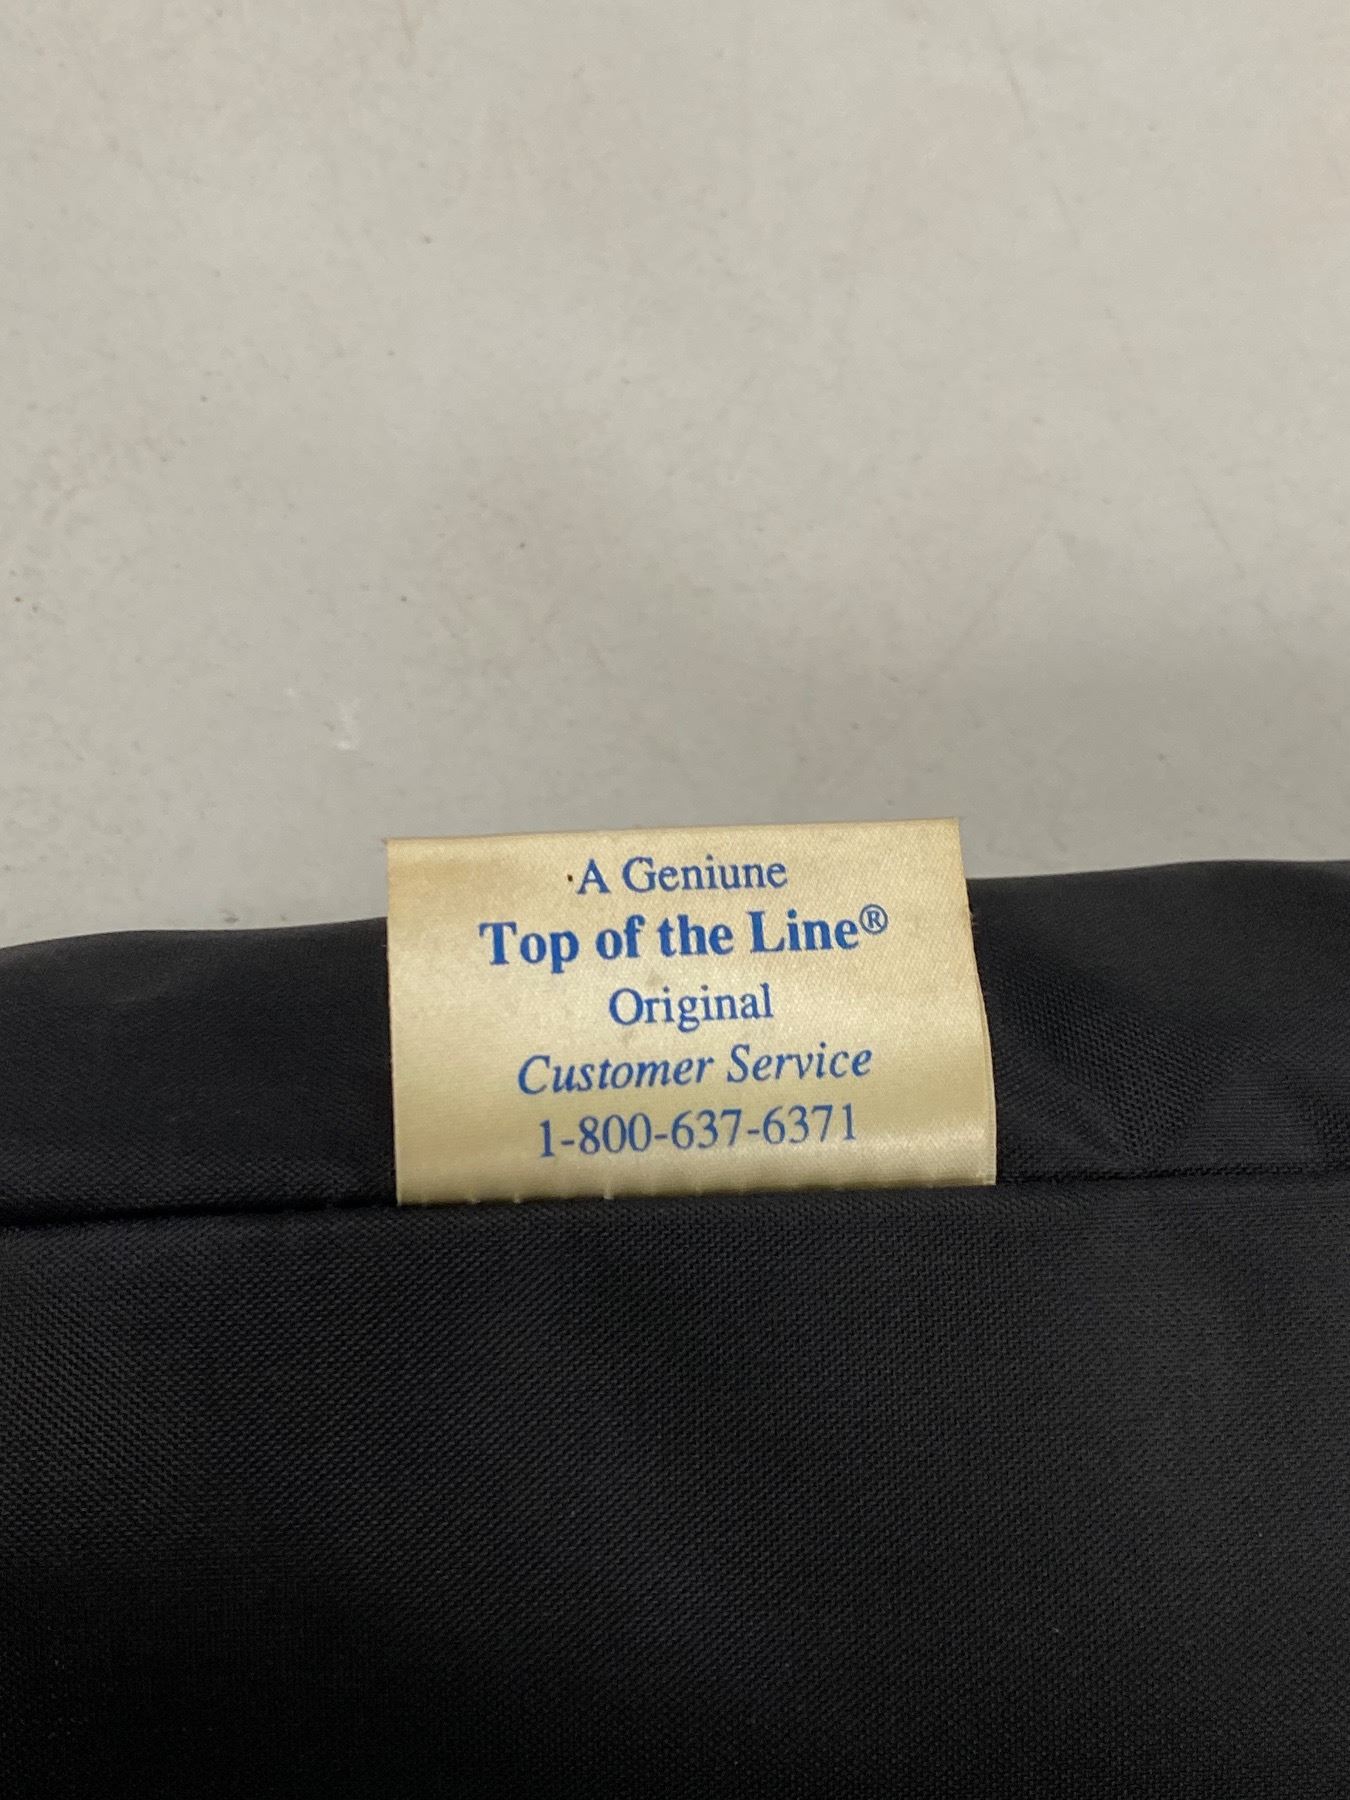 A Geniune
Top of the Line®
Original
Customer Service
1-800-637-6371